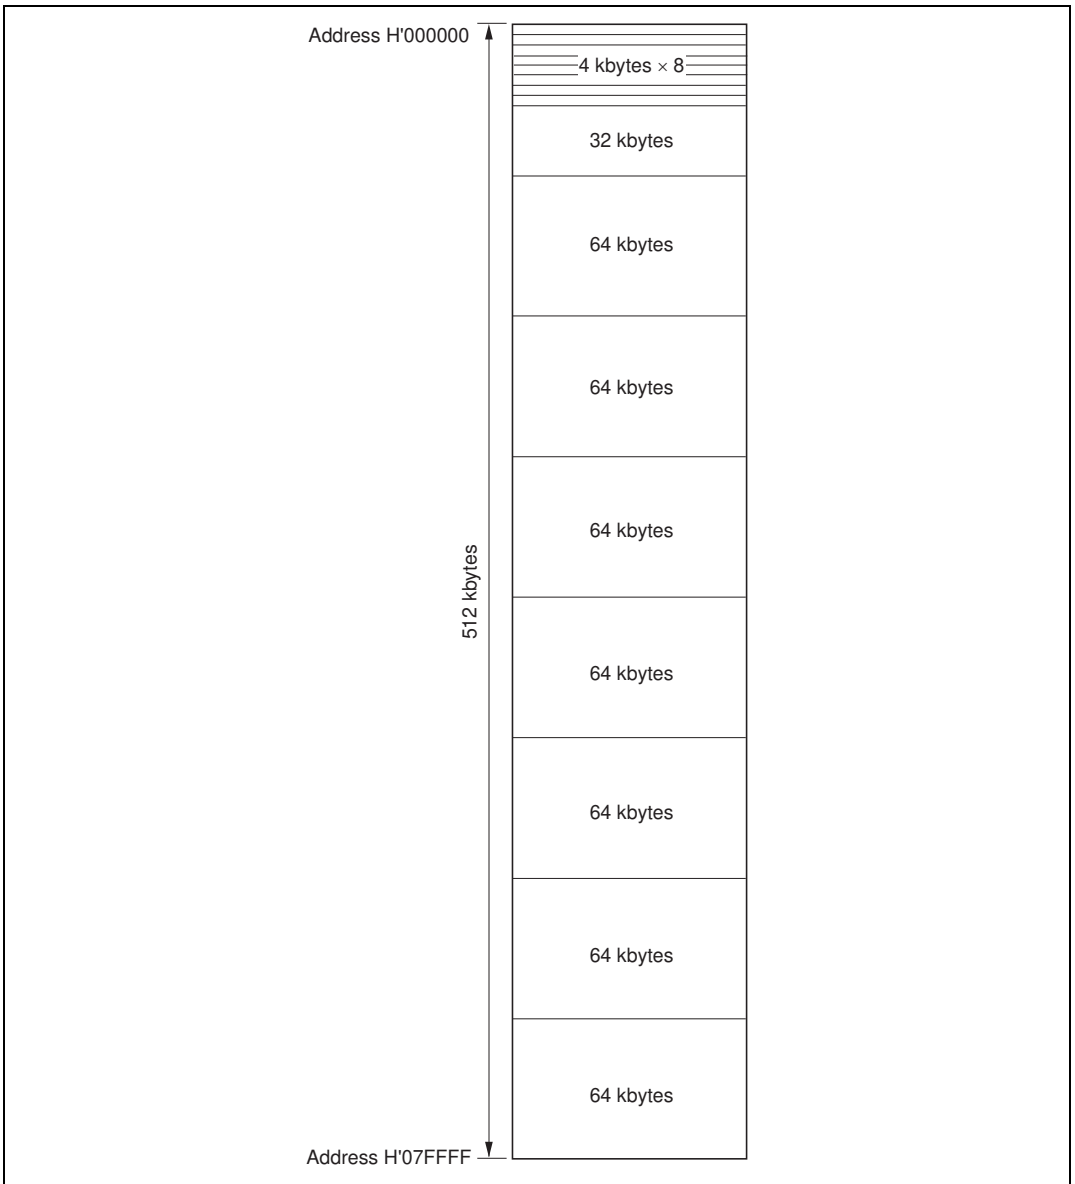 Address H'000000
4 kbytes × 8
32 kbytes
64 kbytes
64 kbytes
64 kbytes
512 kbytes
64 kbytes
64 kbytes
64 kbytes
64 kbytes
Address H'07FFFF